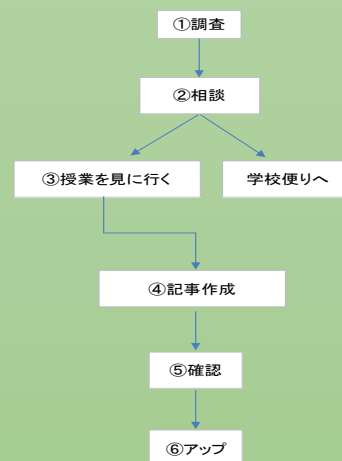 ①調査
②相談
③授業を見に行く
学校便りへ
④記事作成
⑤確認
⑥アップ